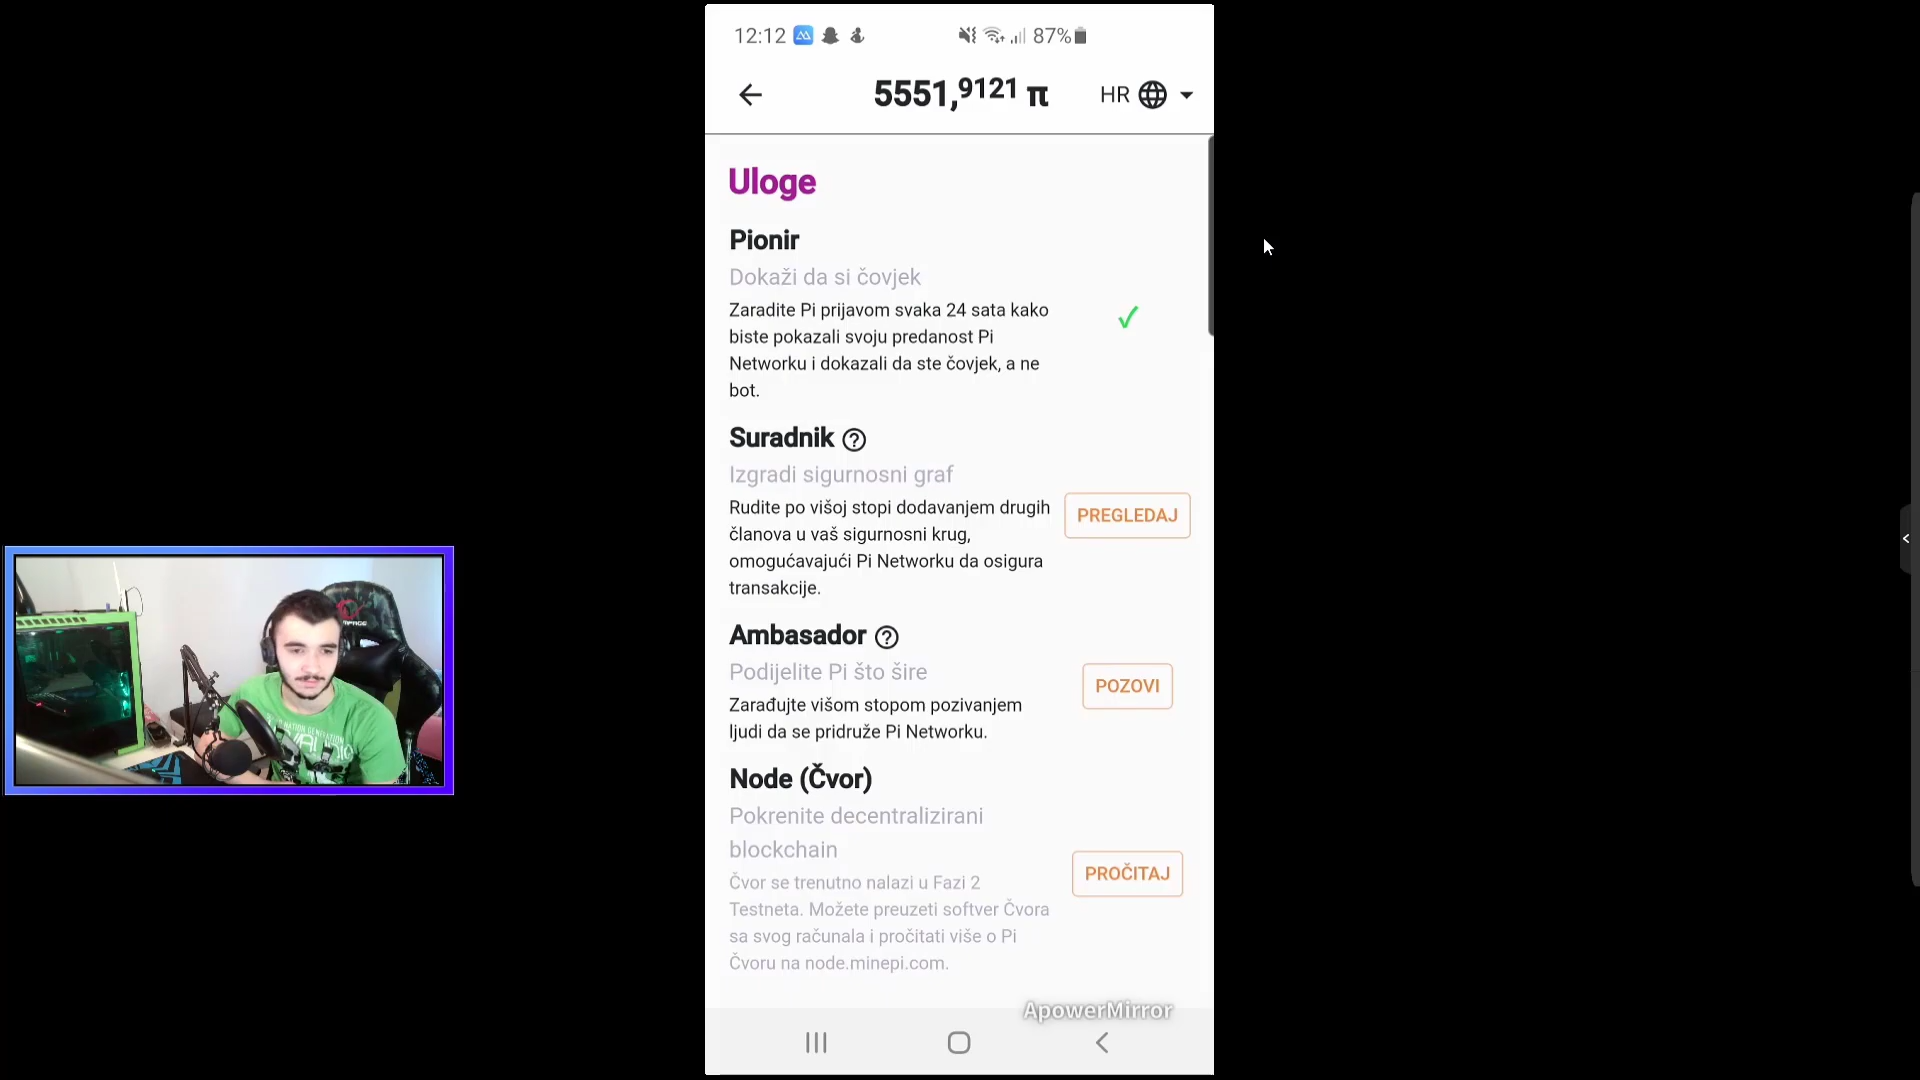 12:12
87%
5551,9121 π
HR
Uloge
Pionir
Dokaži da si čovjek
Zaradite Pi prijavom svaka 24 sata kako
biste pokazali svoju predanost Pi
Networku i dokazali da ste čovjek, a ne
bot.
Suradnik
Izgradi sigurnosni graf
Rudite po višoj stopi dodavanjem drugih
članova u vaš sigurnosni krug,
omogućavajući Pi Networku da osigura
transakcije.
PREGLEDAJ
Ambasador
Podijelite Pi što šire
Zarađujte višom stopom pozivanjem
ljudi da se pridruže Pi Networku.
POZOVI
Node (Čvor)
Pokrenite decentralizirani
blockchain
Čvor se trenutno nalazi u Fazi 2
Testneta. Možete preuzeti softver Čvora
sa svog računala i pročitati više o Pi
Čvoru na node.minepi.com.
PROČITAJ
ApowerMirror